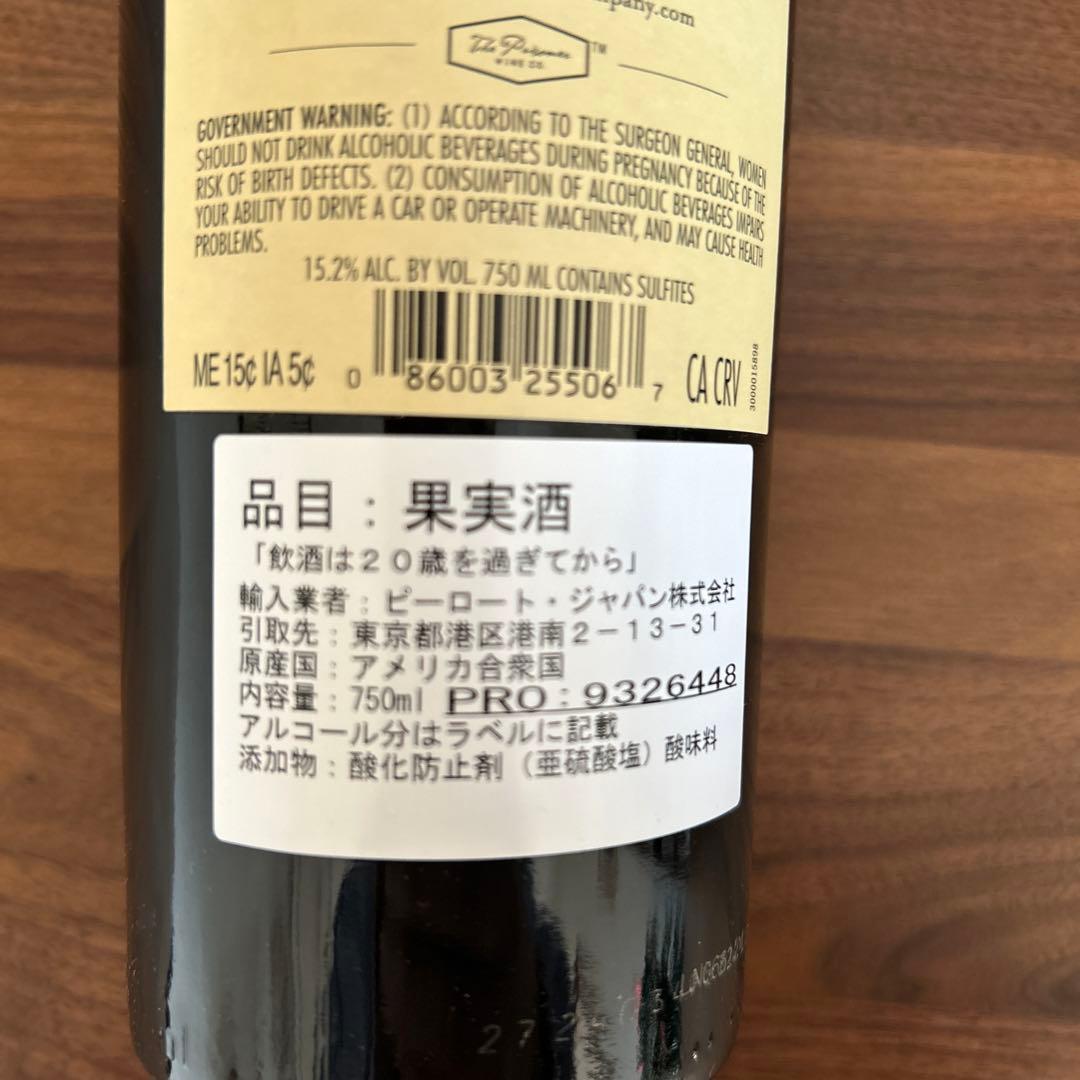 mpany.com
The Prisoner TM
WINE CO.
GOVERNMENT WARNING: (1) ACCORDING TO THE SURGEON GENERAL, WOMEN
SHOULD NOT DRINK ALCOHOLIC BEVERAGES DURING PREGNANCY BECAUSE OF THE
RISK OF BIRTH DEFECTS. (2) CONSUMPTION OF ALCOHOLIC BEVERAGES IMPAIRS
YOUR ABILITY TO DRIVE A CAR OR OPERATE MACHINERY, AND MAY CAUSE HEALTH
PROBLEMS.
15.2% ALC. BY VOL. 750 ML CONTAINS SULFITES
ME 15¢ IA 5¢
0 86003 25506 7
CA CRV
3000015898
品目：果実酒
「飲酒は２０歳を過ぎてから」
輸入業者：ピーロート・ジャパン株式会社
引取先：東京都港区港南２－１３－３１
原産国：アメリカ合衆国
内容量：750ml PRO：9326448
アルコール分はラベルに記載
添加物：酸化防止剤（亜硫酸塩）酸味料